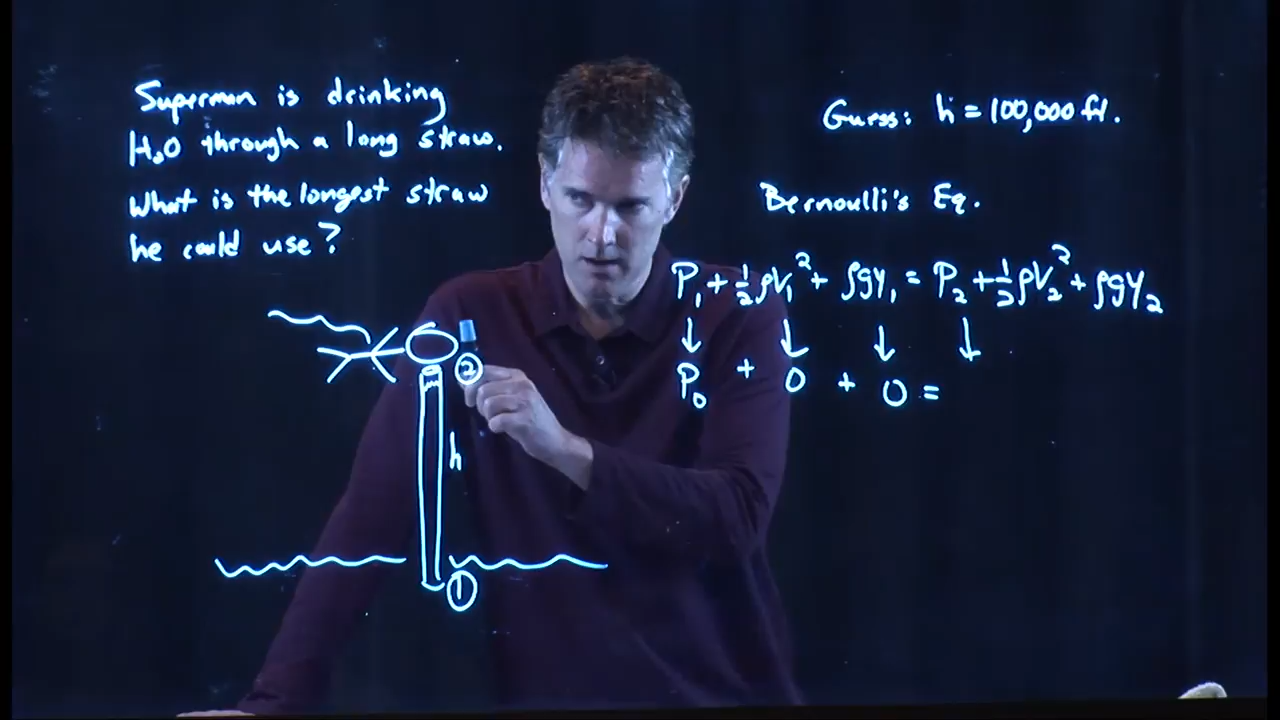 Superman is drinking
H₂O through a long straw.
What is the longest straw
he could use?
Guess: h = 100,000 ft.
Bernoulli's Eq.
P₁ + ½ρV₁² + ρgy₁ = P₂ + ½ρV₂² + ρgy₂
↓ ↓ ↓ ↓
P₀ + 0 + 0 =
②
h
①